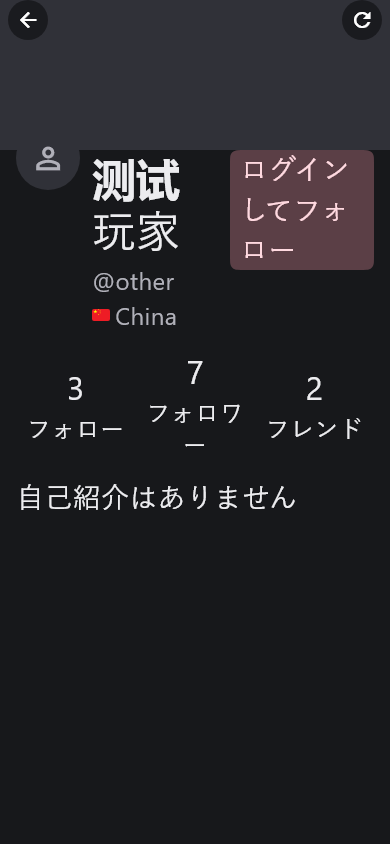 测试
玩家
@other
China
ログイン
してフォ
ロー
3
フォロー
7
フォロワ
ー
2
フレンド
自己紹介はありません